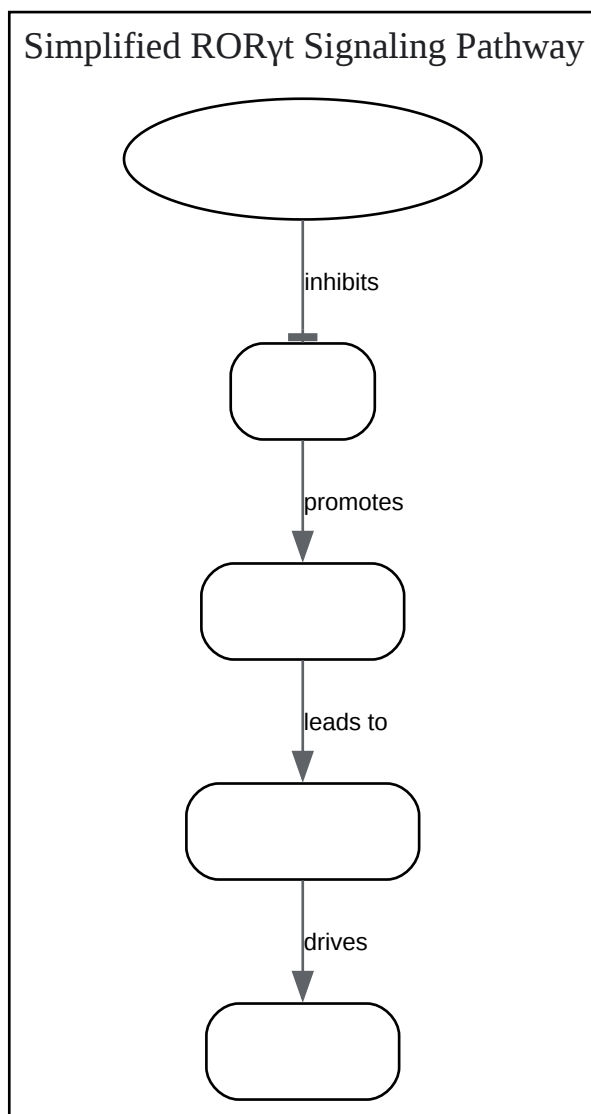 Simplified RORγt Signaling Pathway
inhibits
promotes
leads to
drives